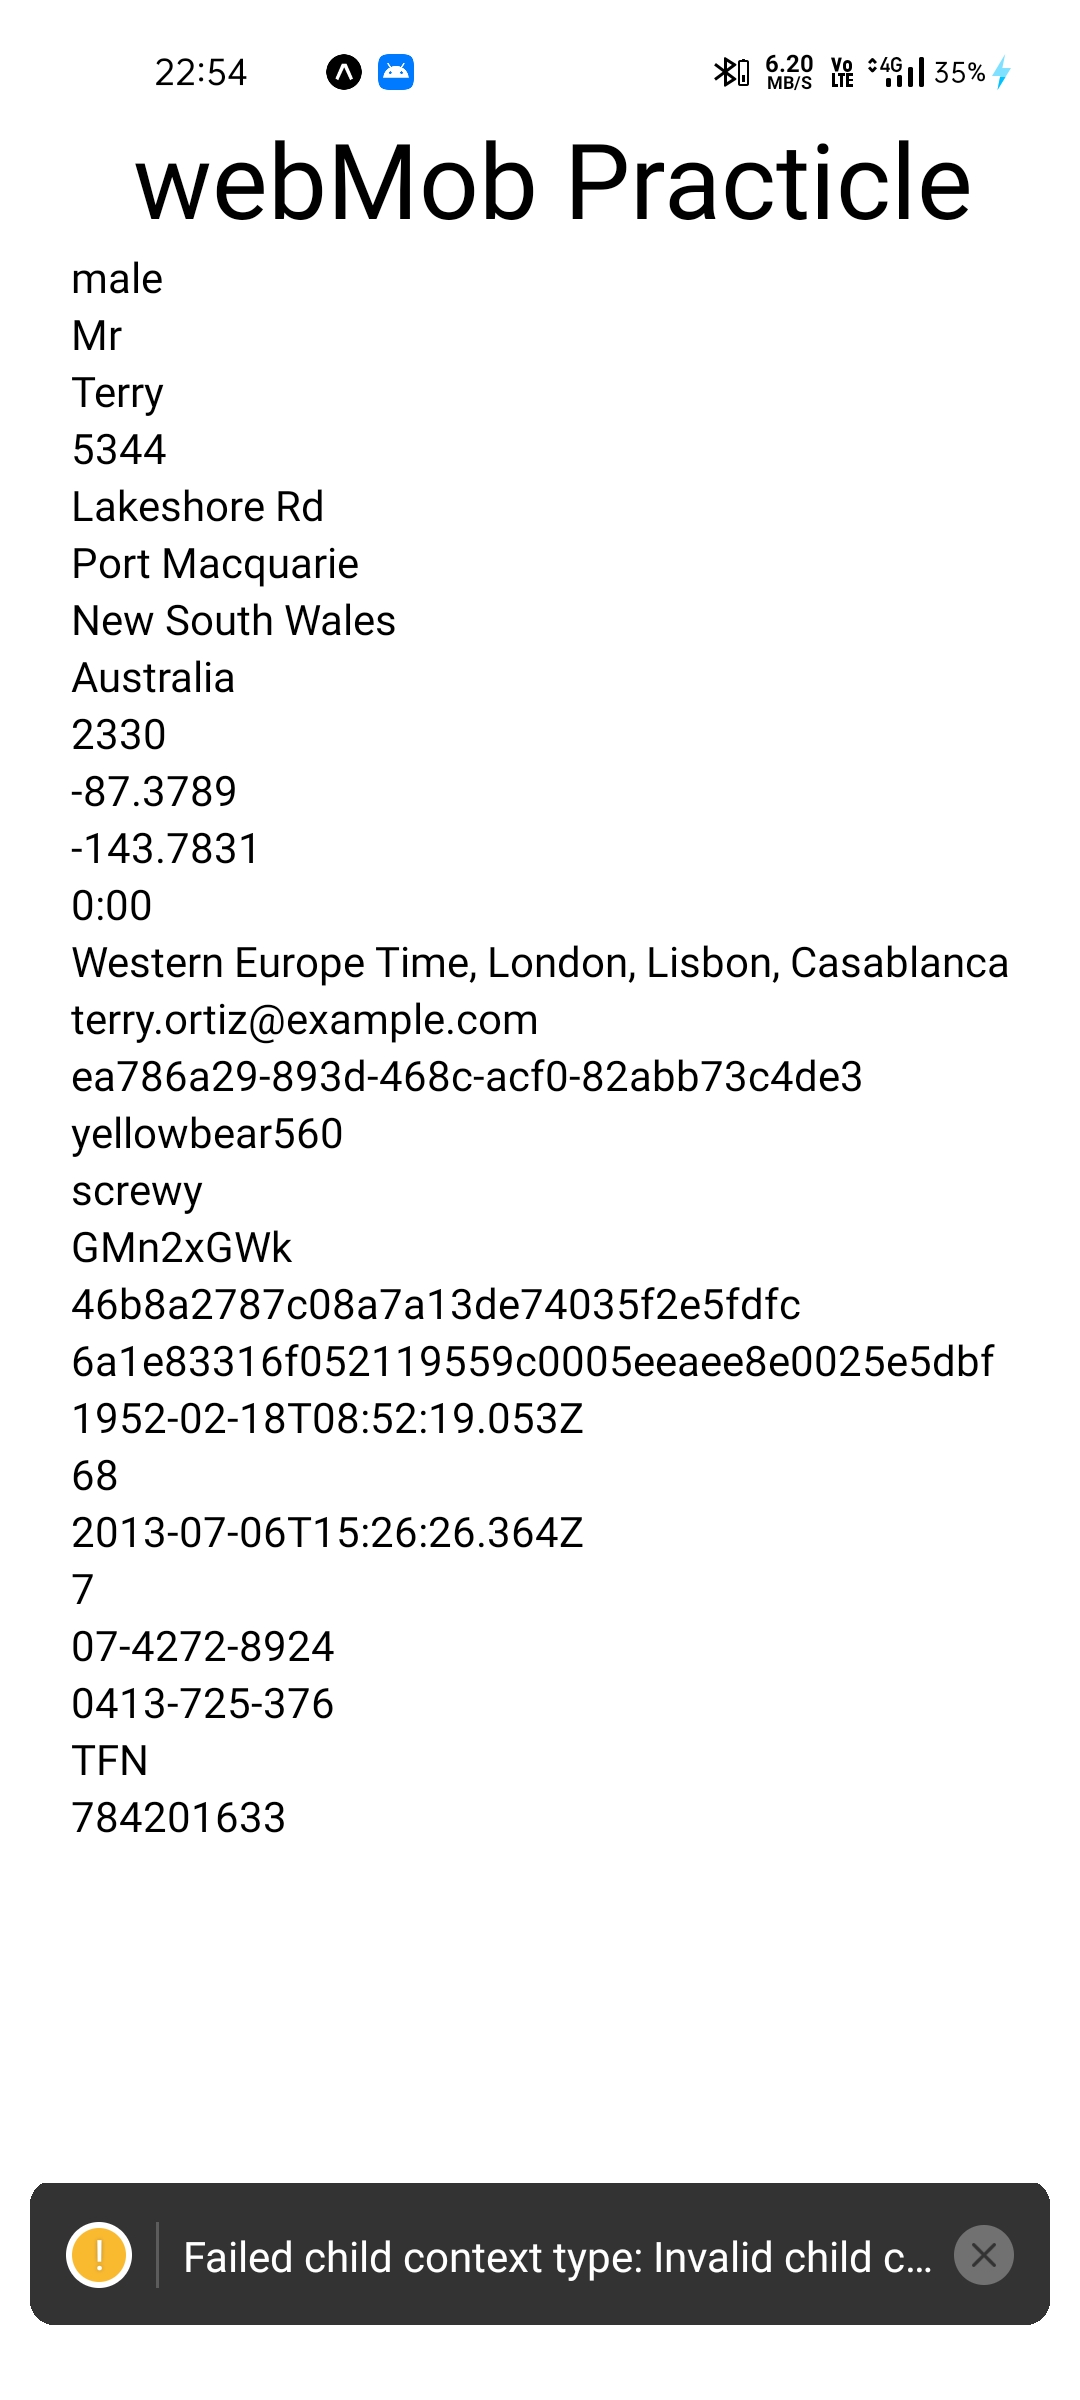 22:54
6.20
MB/S
Vo
LTE
4G
35%
webMob Practicle
male
Mr
Terry
5344
Lakeshore Rd
Port Macquarie
New South Wales
Australia
2330
-87.3789
-143.7831
0:00
Western Europe Time, London, Lisbon, Casablanca
terry.ortiz@example.com
ea786a29-893d-468c-acf0-82abb73c4de3
yellowbear560
screwy
GMn2xGWk
46b8a2787c08a7a13de74035f2e5fdfc
6a1e83316f052119559c0005eeaee8e0025e5dbf
1952-02-18T08:52:19.053Z
68
2013-07-06T15:26:26.364Z
7
07-4272-8924
0413-725-376
TFN
784201633
Failed child context type: Invalid child c...